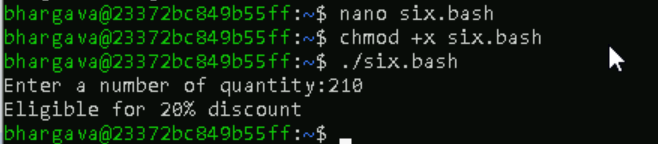 bhargava@23372bc849b55ff:~$ nano six.bash
bhargava@23372bc849b55ff:~$ chmod +x six.bash
bhargava@23372bc849b55ff:~$ ./six.bash
Enter a number of quantity:210
Eligible for 20% discount
bhargava@23372bc849b55ff:~$